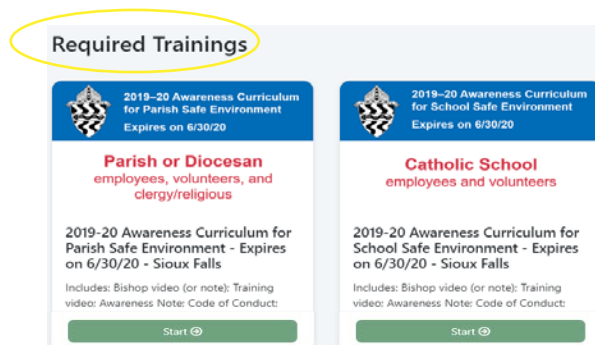 Required Trainings
2019–20 Awareness Curriculum
for Parish Safe Environment
Expires on 6/30/20
Parish or Diocesan
employees, volunteers, and
clergy/religious
2019-20 Awareness Curriculum for
Parish Safe Environment - Expires
on 6/30/20 - Sioux Falls
Includes: Bishop video (or note); Training
video; Awareness Note; Code of Conduct;
Start
2019–20 Awareness Curriculum
for School Safe Environment
Expires on 6/30/20
Catholic School
employees and volunteers
2019-20 Awareness Curriculum for
School Safe Environment - Expires
on 6/30/20 - Sioux Falls
Includes: Bishop video (or note); Training
video; Awareness Note; Code of Conduct;
Start